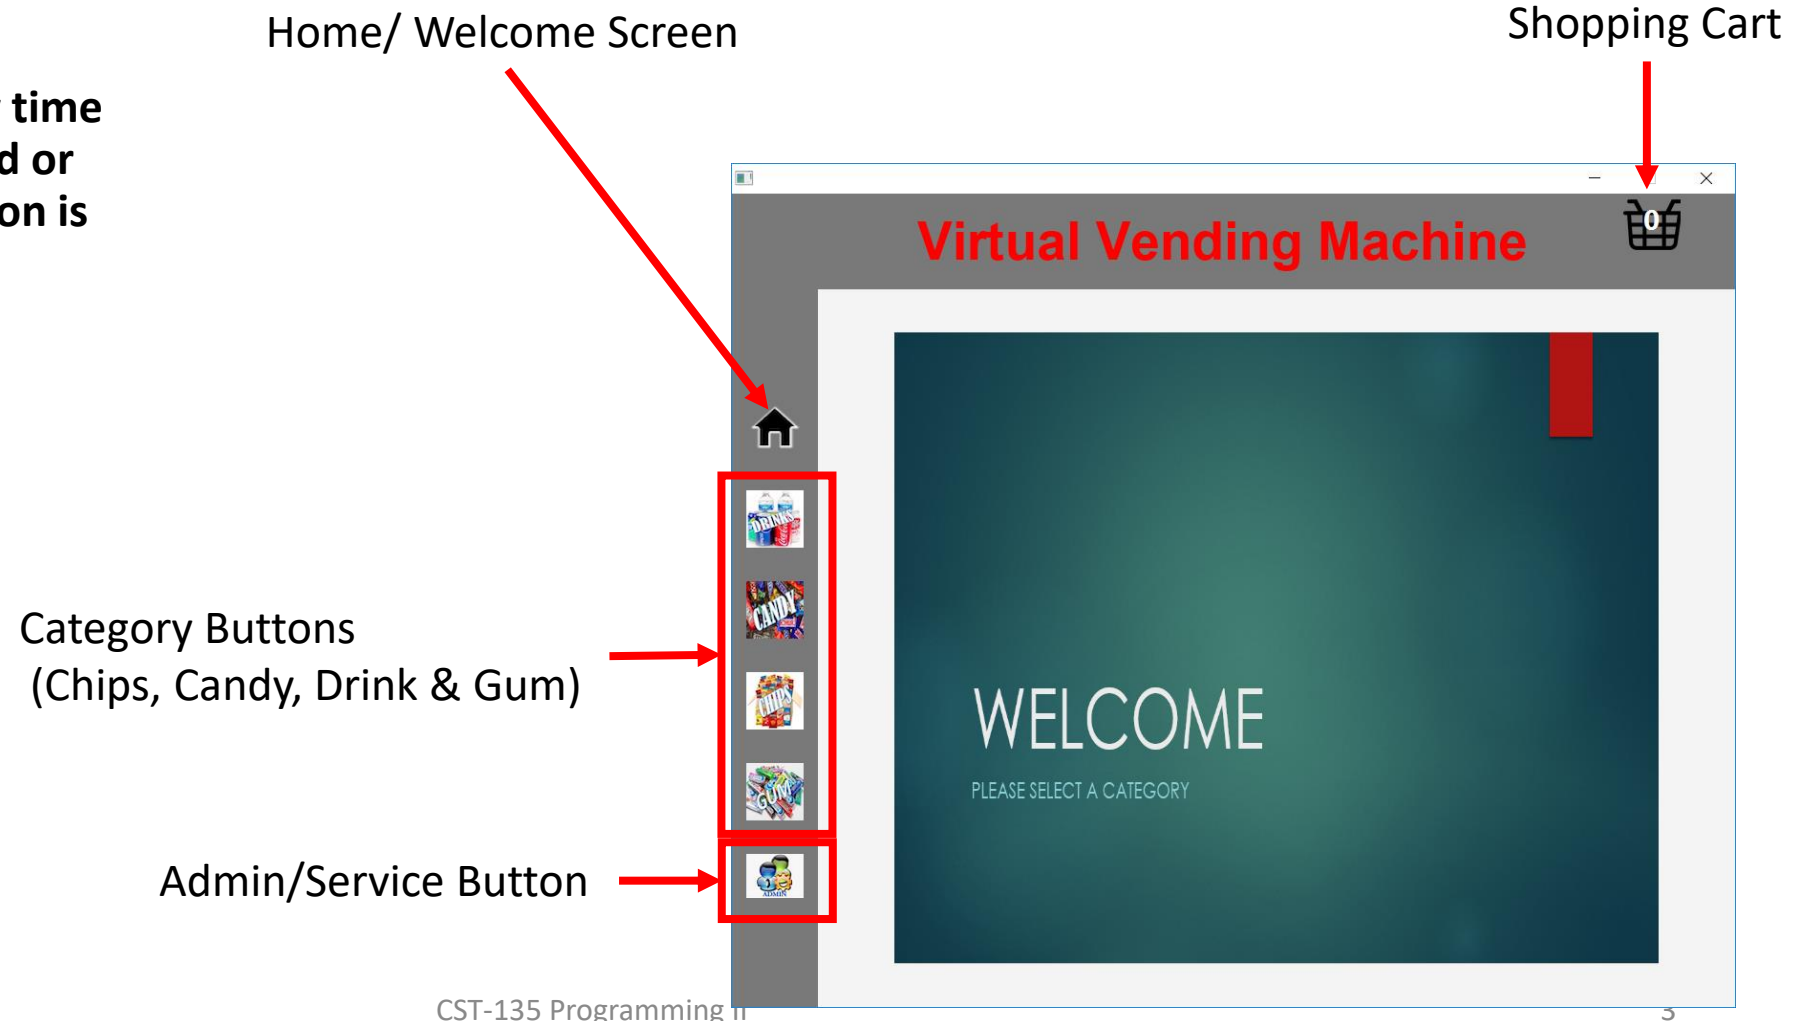 Home/ Welcome Screen
Shopping Cart
time
d or
on is
Virtual Vending Machine
0
DRINKS
CANDY
Category Buttons
(Chips, Candy, Drink & Gum)
CHIPS
WELCOME
GUM
PLEASE SELECT A CATEGORY
Admin/Service Button
ADMIN
CST-135 Programming II
3